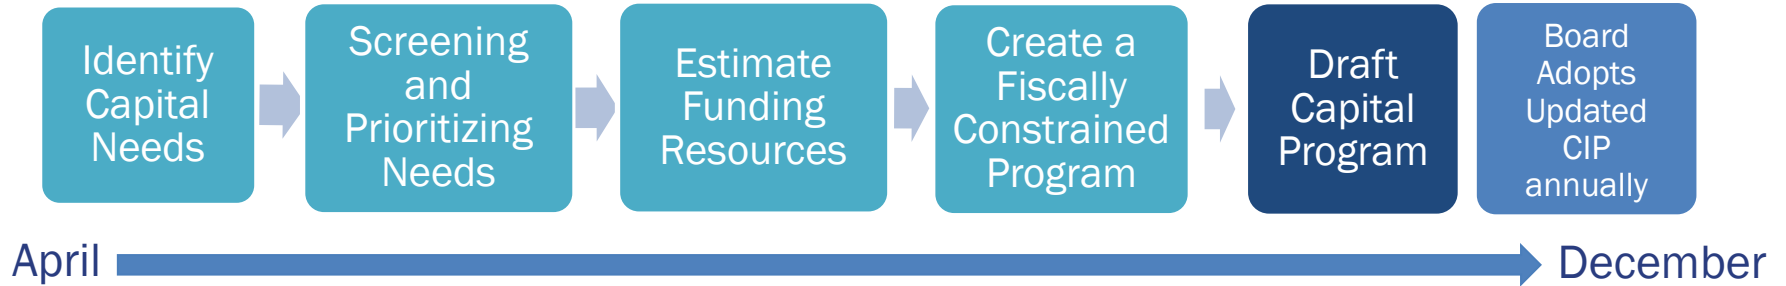 Identify
Capital
Needs
Screening
and
Prioritizing
Needs
Estimate
Funding
Resources
Create a
Fiscally
Constrained
Program
Draft
Capital
Program
Board
Adopts
Updated
CIP
annually
April
December